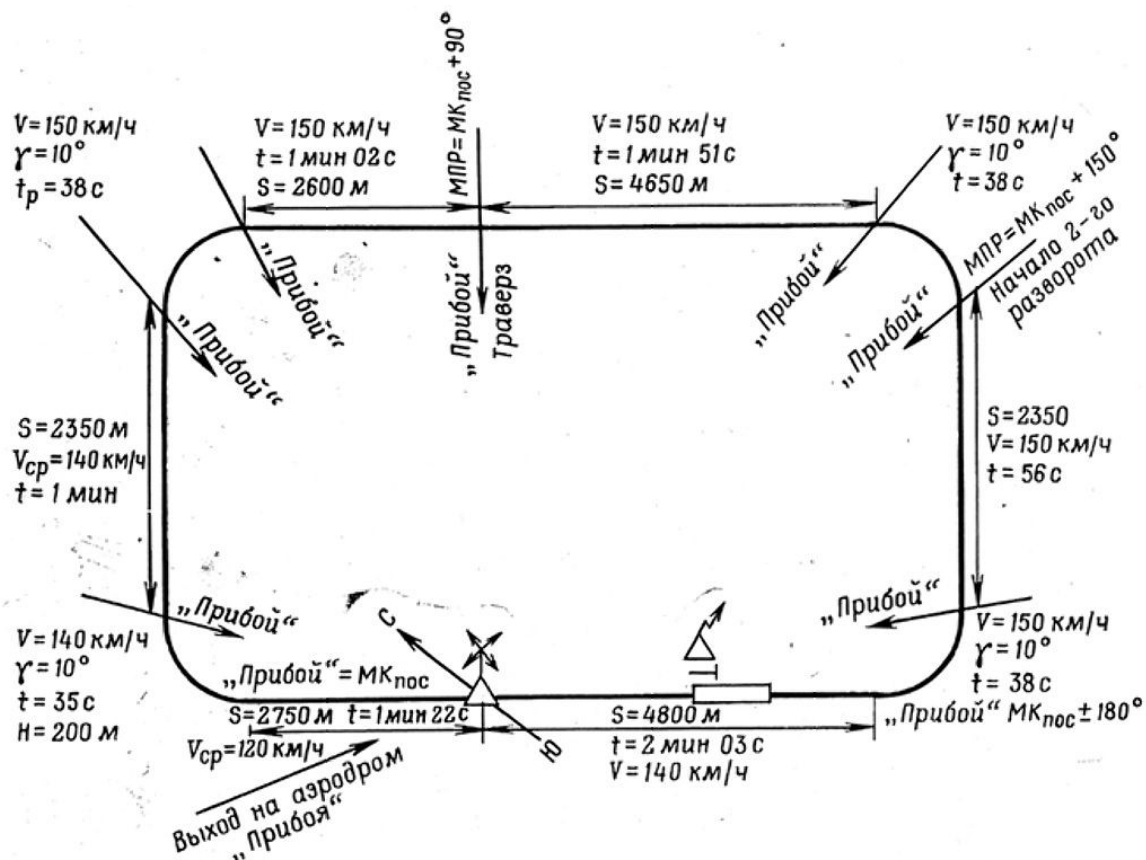 V=150 км/ч
γ=10°
tр=38 с
V=150 км/ч
t=1 мин 02 с
S=2600 м
МПР=МКпос+90°
V=150 км/ч
t=1 мин 51 с
S=4650 м
V=150 км/ч
γ=10°
t=38 с
МПР=МКпос+150°
Начало 2-го
разворота
„Прибой“
„Прибой“
„Прибой“
Траверз
„Прибой“
„Прибой“
S=2350 м
Vср=140 км/ч
t=1 мин
S=2350
V=150 км/ч
t=56 с
„Прибой“
„Прибой“
V=140 км/ч
γ=10°
t=35 с
H=200 м
С
Ю
„Прибой“=МКпос
S=2750 м t=1 мин 22 с
Vср=120 км/ч
Выход на аэродром
„Прибоя“
S=4800 м
t=2 мин 03 с
V=140 км/ч
V=150 км/ч
γ=10°
t=38 с
„Прибой“ МКпос±180°